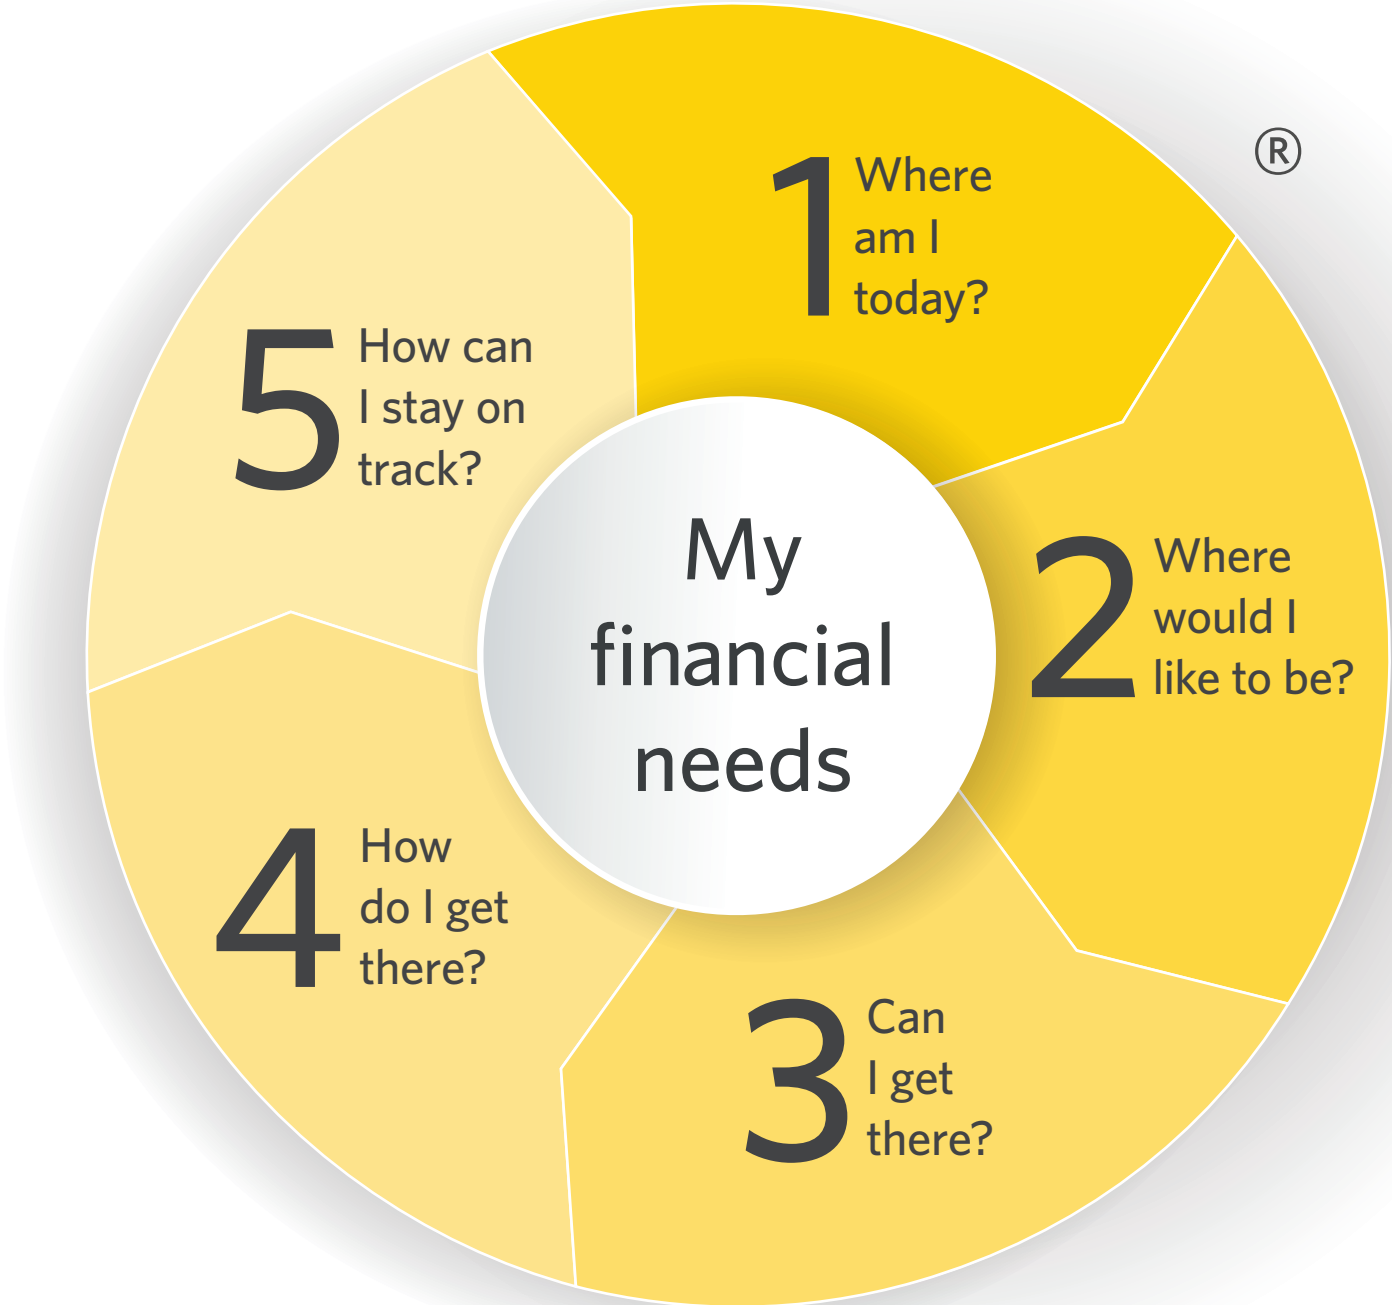 My
financial
needs
1
Where
am I
today?
®
2
Where
would I
like to be?
3
Can
I get
there?
4
How
do I get
there?
5
How can
I stay on
track?